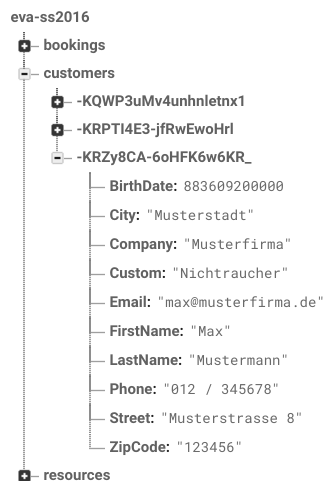 eva-ss2016
bookings
customers
-KQWP3uMv4unhnletnx1
-KRPTI4E3-jfRwEwoHrl
-KRZy8CA-6oHFK6w6KR_
BirthDate: 883609200000
City: "Musterstadt"
Company: "Musterfirma"
Custom: "Nichtraucher"
Email: "max@musterfirma.de"
FirstName: "Max"
LastName: "Mustermann"
Phone: "012 / 345678"
Street: "Musterstrasse 8"
ZipCode: "123456"
resources